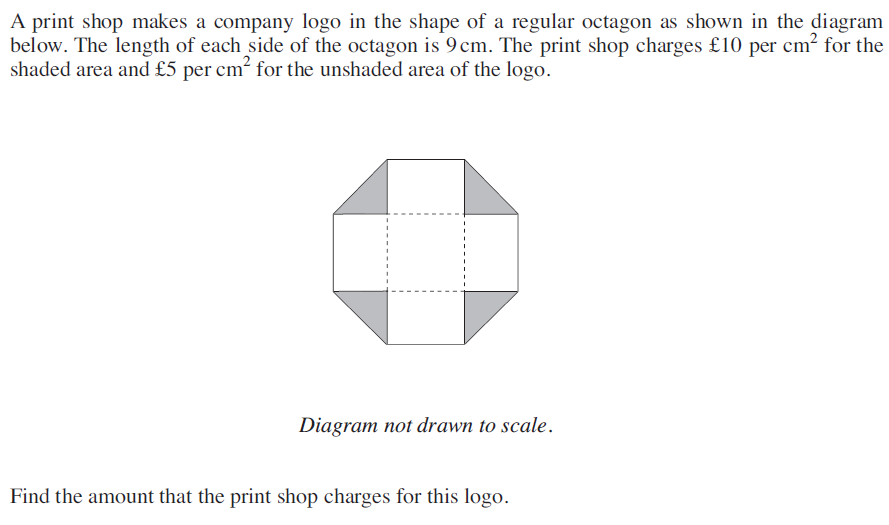 A print shop makes a company logo in the shape of a regular octagon as shown in the diagram
below. The length of each side of the octagon is 9 cm. The print shop charges £10 per cm² for the
shaded area and £5 per cm² for the unshaded area of the logo.
Diagram not drawn to scale.
Find the amount that the print shop charges for this logo.